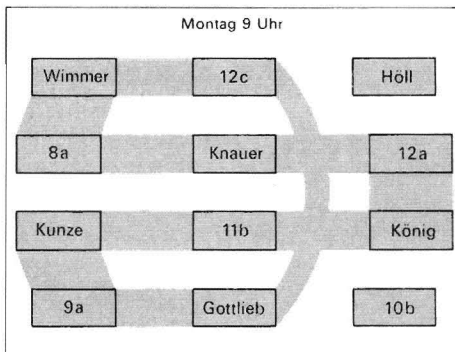 Montag 9 Uhr
Wimmer 12c Höll
8a Knauer 12a
Kunze 11b König
9a Gottlieb 10b